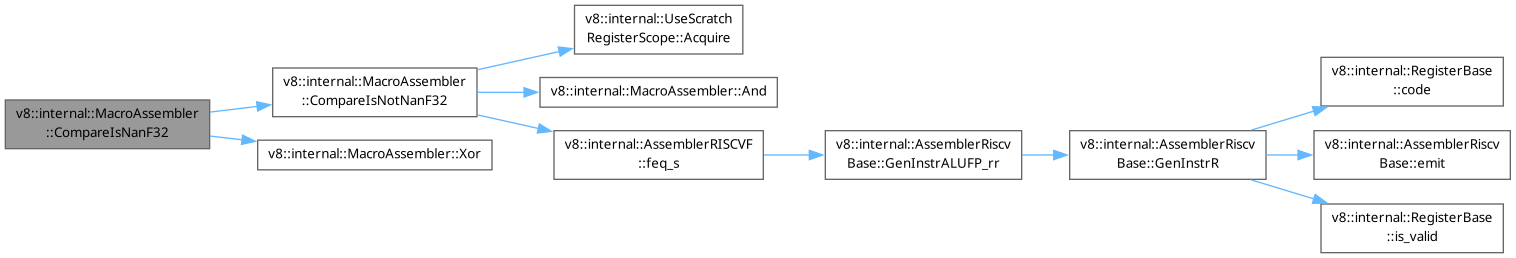 v8::internal::MacroAssembler
::CompareIsNanF32
v8::internal::MacroAssembler
::CompareIsNotNanF32
v8::internal::MacroAssembler::Xor
v8::internal::UseScratch
RegisterScope::Acquire
v8::internal::MacroAssembler::And
v8::internal::AssemblerRISCVF
::feq_s
v8::internal::AssemblerRiscv
Base::GenInstrALUFP_rr
v8::internal::AssemblerRiscv
Base::GenInstrR
v8::internal::RegisterBase
::code
v8::internal::AssemblerRiscv
Base::emit
v8::internal::RegisterBase
::is_valid